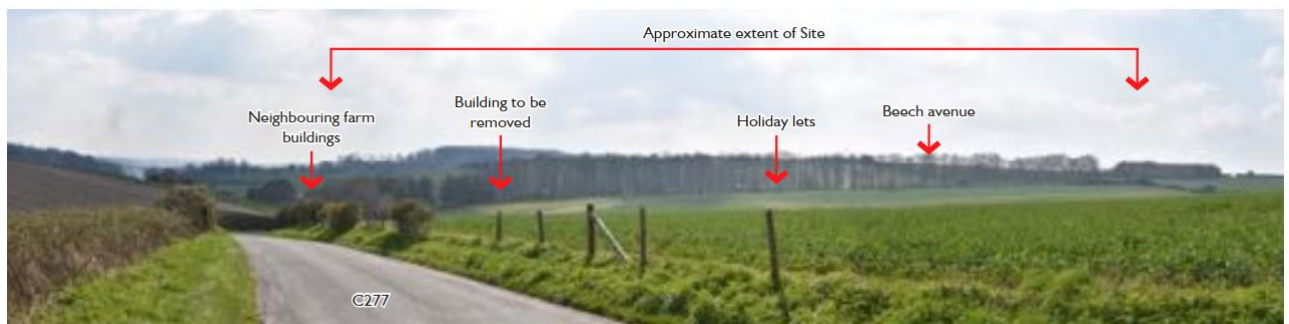 Approximate extent of Site
Neighbouring farm
buildings
Building to be
removed
Holiday lets
Beech avenue
C277